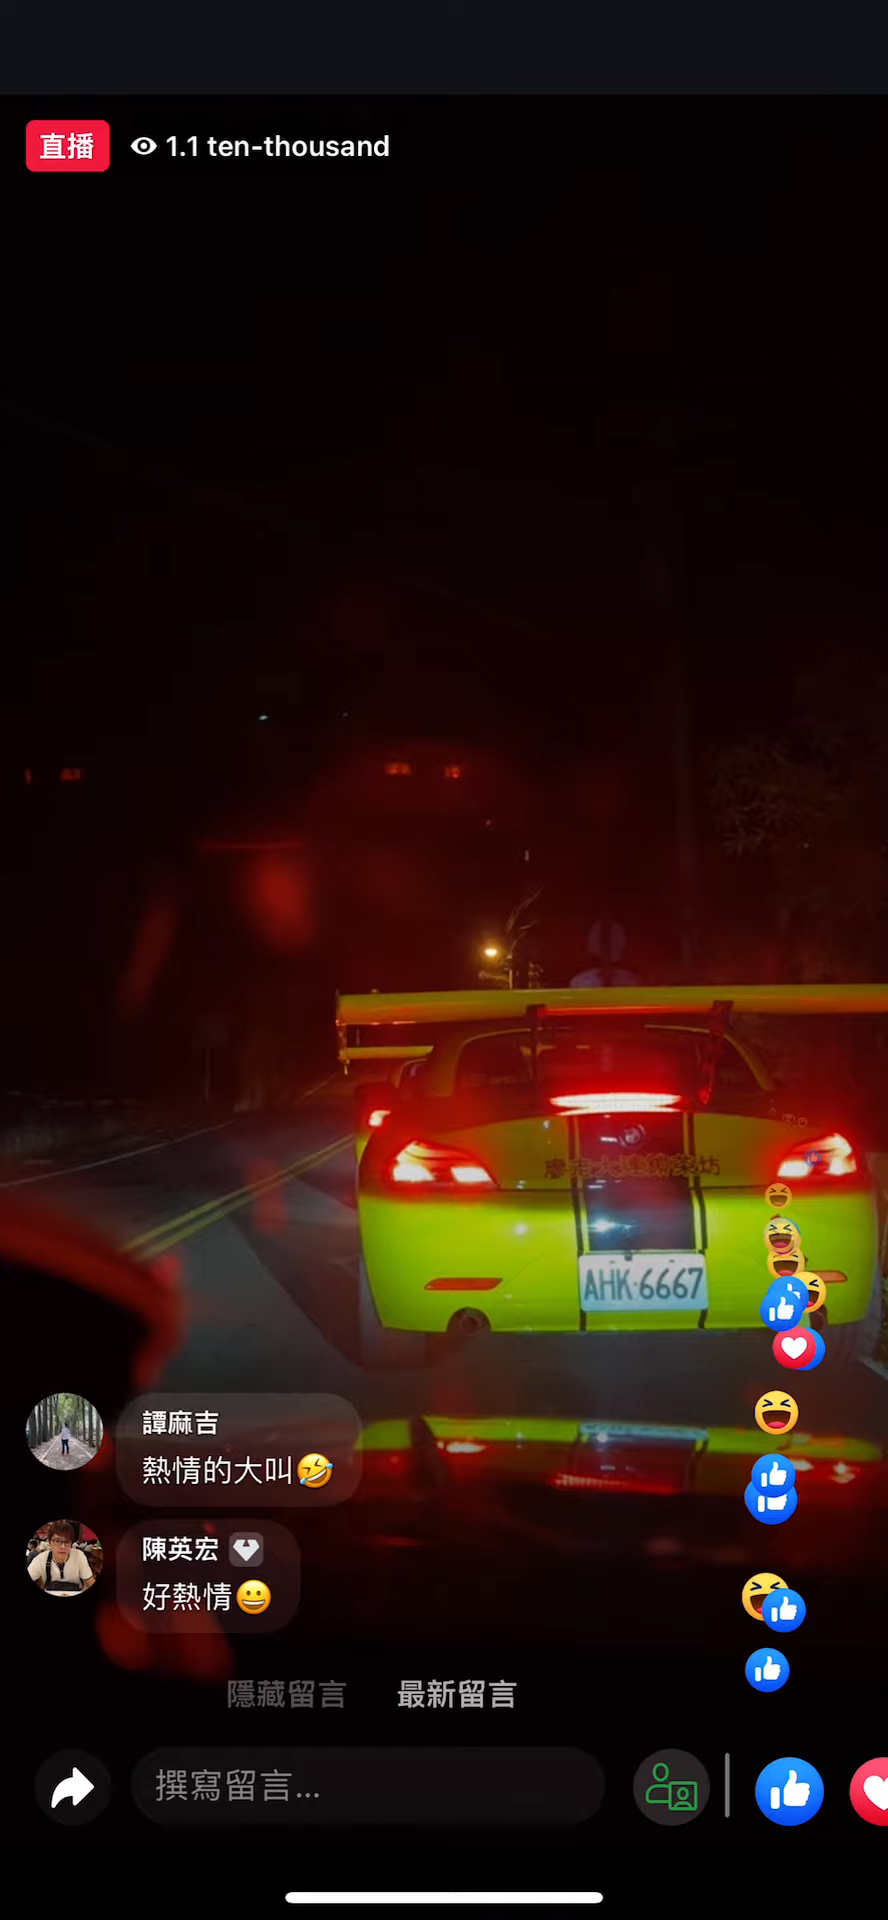 直播
1.1 ten-thousand
AHK·6667
譚麻吉
熱情的大叫🤣
陳英宏
好熱情😀
隱藏留言
最新留言
撰寫留言...